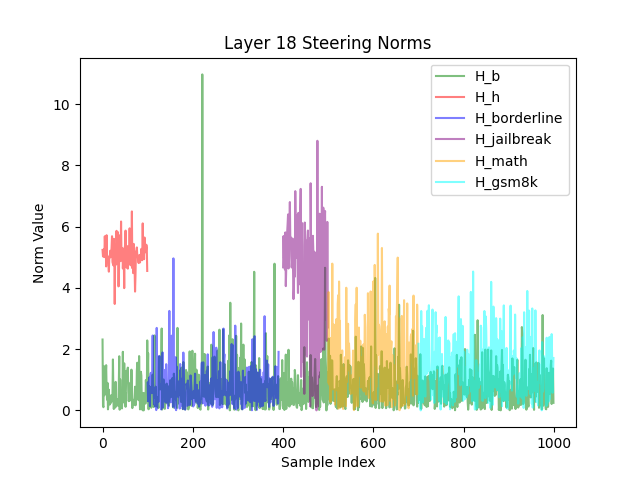 Layer 18 Steering Norms
H_b
H_h
H_borderline
H_jailbreak
H_math
H_gsm8k
Norm Value
10
8
6
4
2
0
0 200 400 600 800 1000
Sample Index